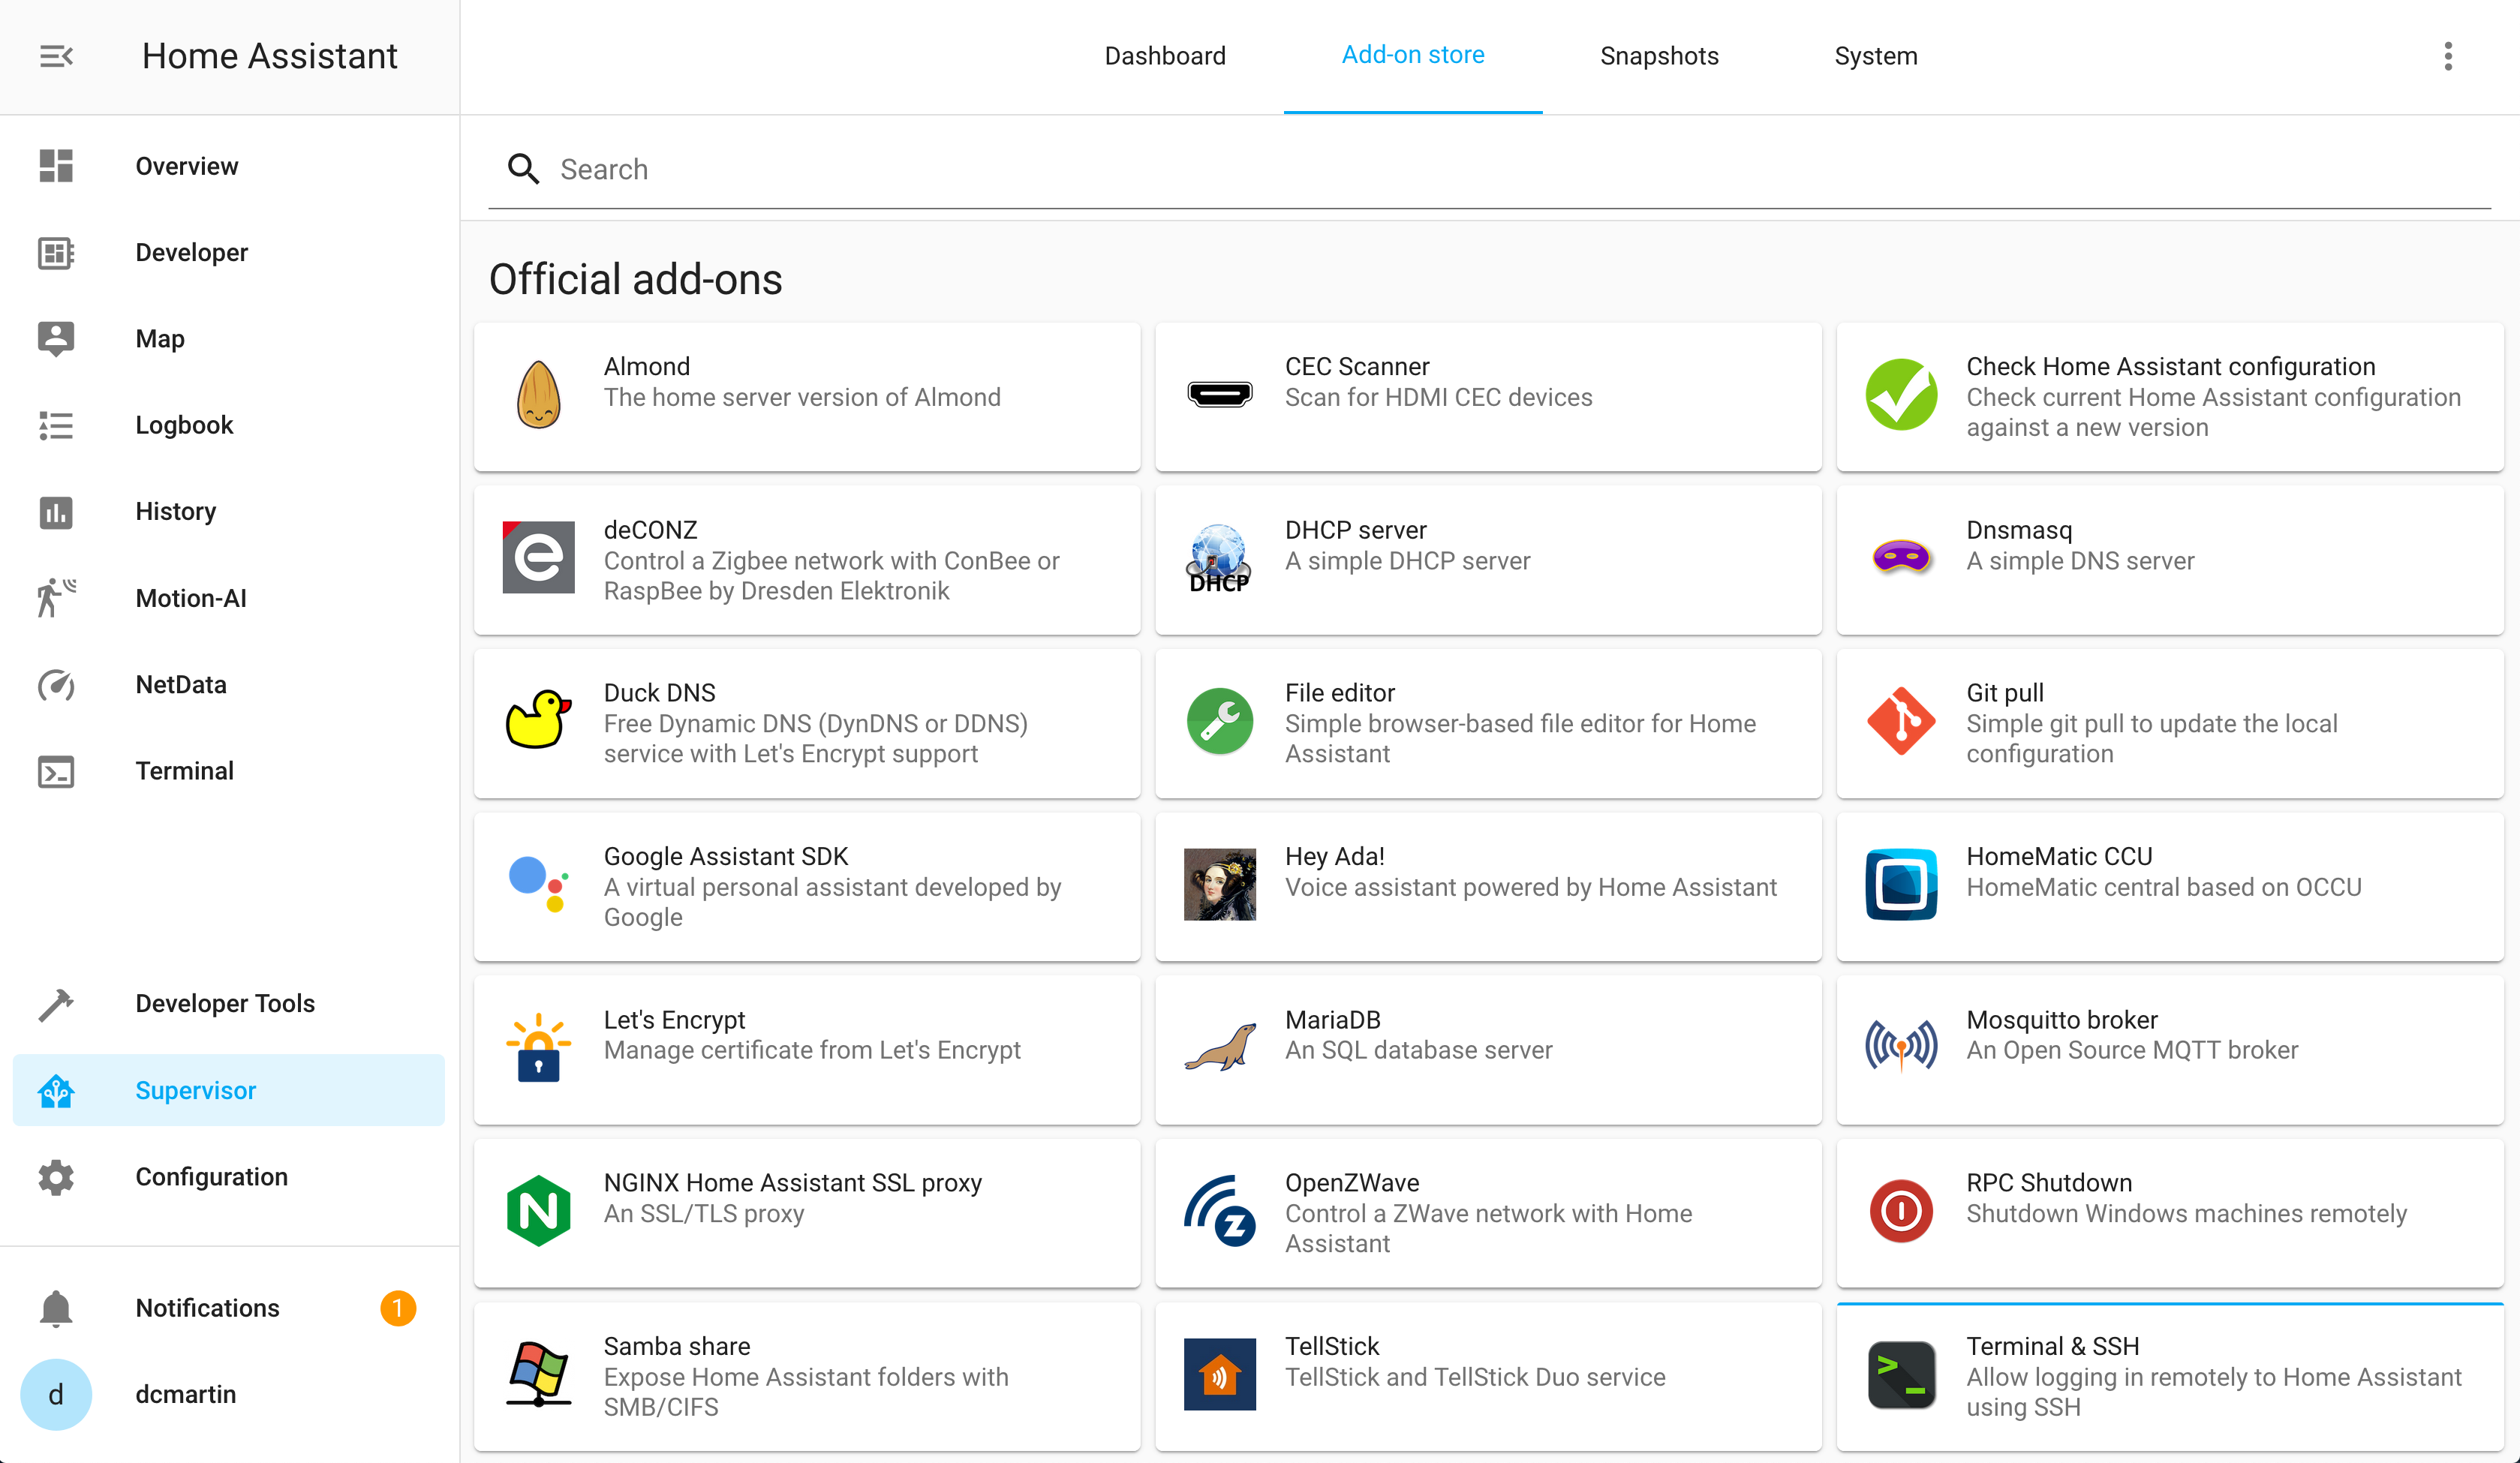 Home Assistant
Dashboard
Add-on store
Snapshots
System
Overview
Developer
Map
Logbook
History
Motion-AI
NetData
Terminal
Developer Tools
Supervisor
Configuration
Notifications
1
d
dcmartin
Search
Official add-ons
Almond
The home server version of Almond
CEC Scanner
Scan for HDMI CEC devices
Check Home Assistant configuration
Check current Home Assistant configuration
against a new version
deCONZ
Control a Zigbee network with ConBee or
RaspBee by Dresden Elektronik
DHCP
DHCP server
A simple DHCP server
Dnsmasq
A simple DNS server
Duck DNS
Free Dynamic DNS (DynDNS or DDNS)
service with Let's Encrypt support
File editor
Simple browser-based file editor for Home
Assistant
Git pull
Simple git pull to update the local
configuration
Google Assistant SDK
A virtual personal assistant developed by
Google
Hey Ada!
Voice assistant powered by Home Assistant
HomeMatic CCU
HomeMatic central based on OCCU
Let's Encrypt
Manage certificate from Let's Encrypt
MariaDB
An SQL database server
Mosquitto broker
An Open Source MQTT broker
N
NGINX Home Assistant SSL proxy
An SSL/TLS proxy
Z
OpenZWave
Control a ZWave network with Home
Assistant
RPC Shutdown
Shutdown Windows machines remotely
Samba share
Expose Home Assistant folders with
SMB/CIFS
TellStick
TellStick and TellStick Duo service
Terminal & SSH
Allow logging in remotely to Home Assistant
using SSH